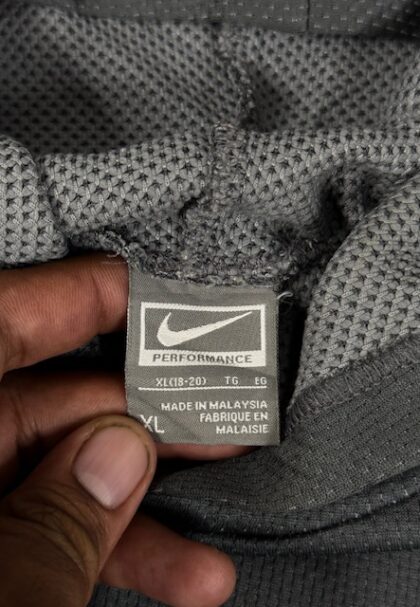 PERFORMANCE
XL(18-20) TG EG
MADE IN MALAYSIA
FABRIQUE EN
MALAISIE
XL